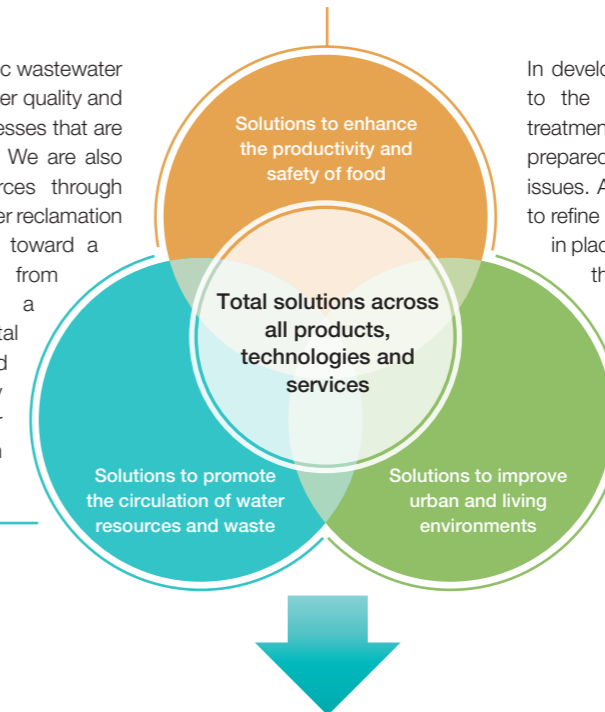 c wastewater
er quality and
esses that are
We are also
rces through
er reclamation
toward a
from
a
tal
Solutions to enhance
the productivity and
safety of food
In develo
to the
treatmen
prepared
issues. A
to refine
in plac
th
Total solutions across
all products,
technologies and
services
Solutions to promote
the circulation of water
resources and waste
Solutions to improve
urban and living
environments